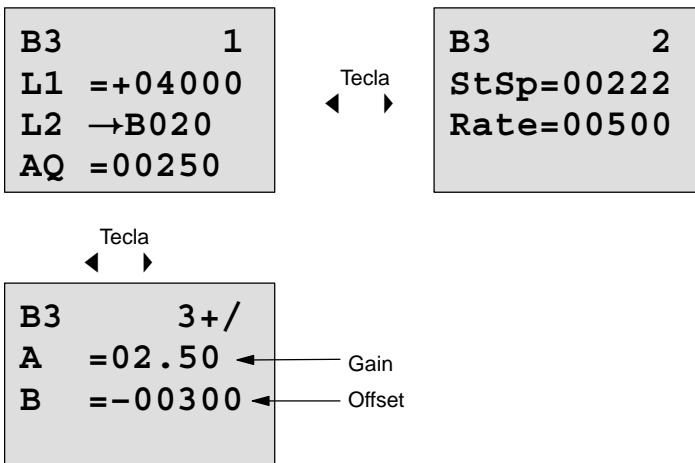 B3 1
L1 =+04000
L2 →B020
AQ =00250
Tecla
B3 2
StSp=00222
Rate=00500
Tecla
B3 3+/
A =02.50
B =-00300
Gain
Offset